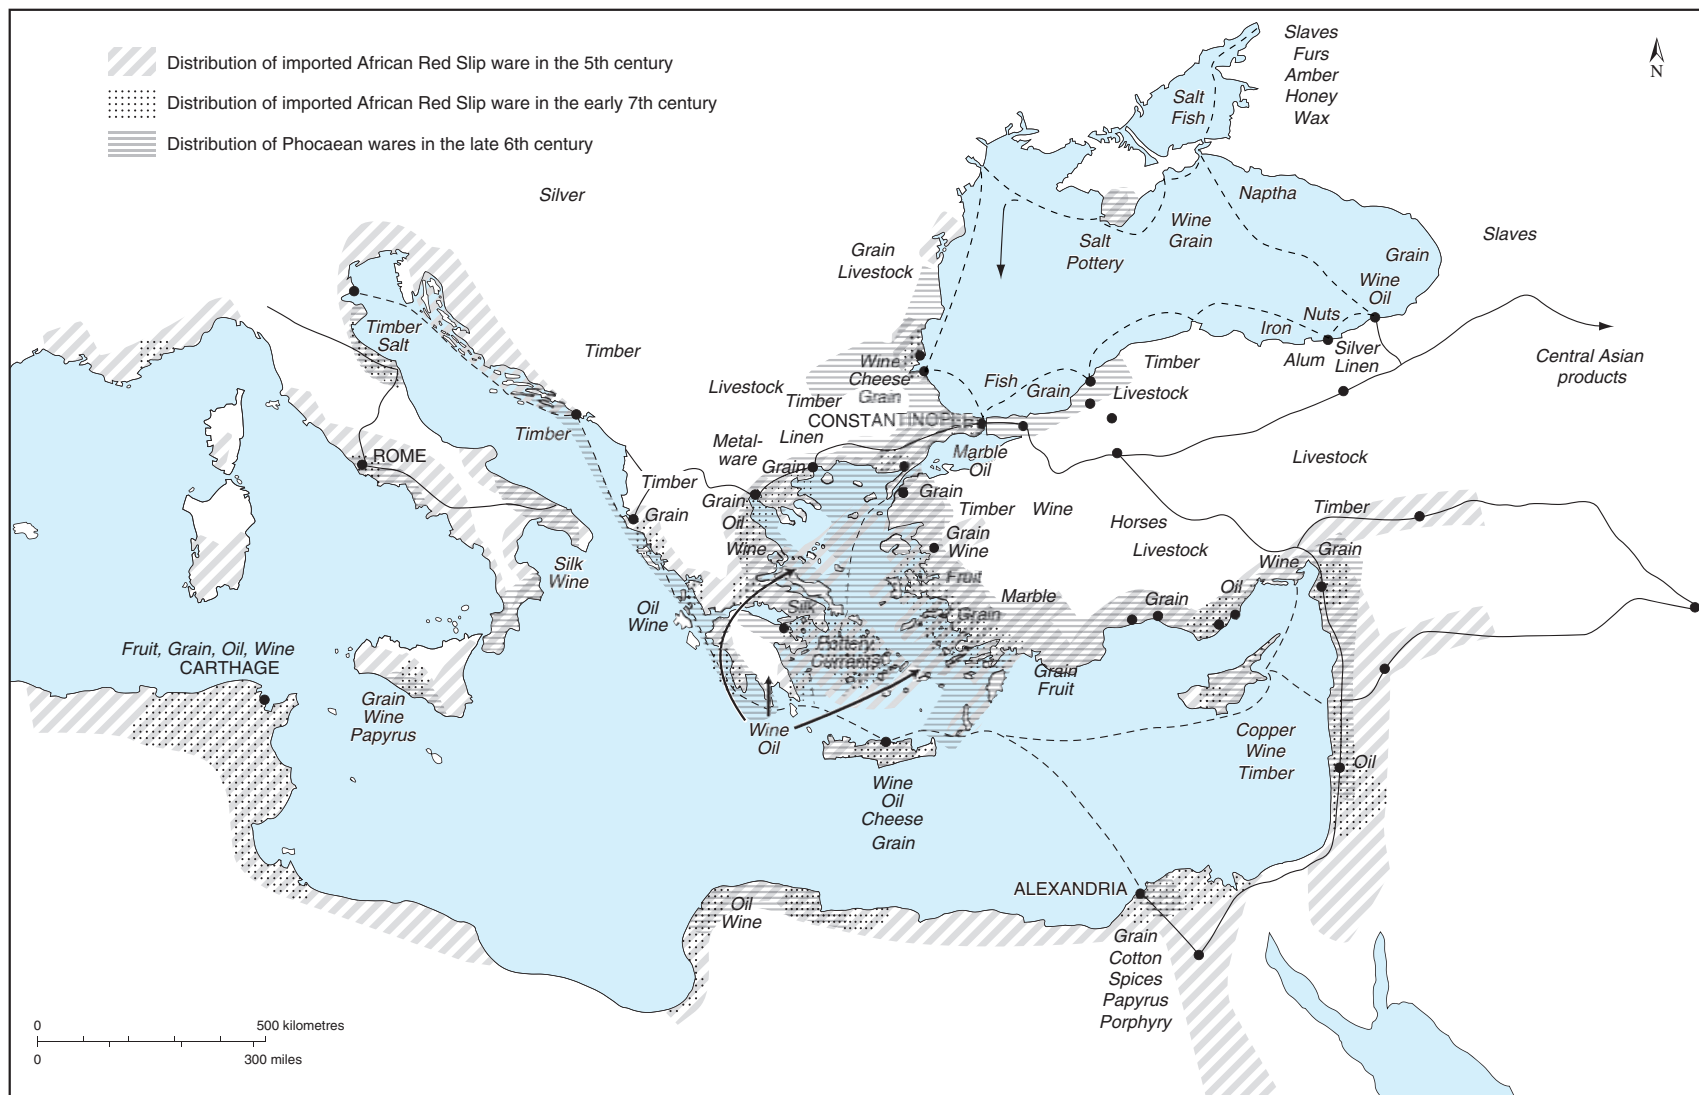 Distribution of imported African Red Slip ware in the 5th century
Distribution of imported African Red Slip ware in the early 7th century
Distribution of Phocaean wares in the late 6th century
N
Slaves
Furs
Amber
Honey
Wax
Salt
Fish
Silver
Naptha
Wine
Grain
Salt
Pottery
Grain
Livestock
Slaves
Grain
Wine
Oil
Nuts
Iron
Alum
Silver
Linen
Central Asian
products
Timber
Salt
Timber
Wine
Cheese
Grain
Fish
Grain
Timber
Livestock
Livestock
Timber
CONSTANTINOPLE
Linen
Metal-
ware
Grain
Marble
Oil
Livestock
Timber
ROME
Timber
Grain
Grain
Oil
Wine
Grain
Timber
Wine
Grain
Wine
Horses
Livestock
Timber
Grain
Wine
Silk
Wine
Oil
Wine
Fruit
Silk
Grain
Marble
Grain
Oil
Pottery
Currants
Grain
Fruit
Fruit, Grain, Oil, Wine
CARTHAGE
Grain
Wine
Papyrus
Wine
Oil
Copper
Wine
Timber
Oil
Wine
Oil
Cheese
Grain
Oil
Wine
ALEXANDRIA
Grain
Cotton
Spices
Papyrus
Porphyry
0
500 kilometres
0
300 miles